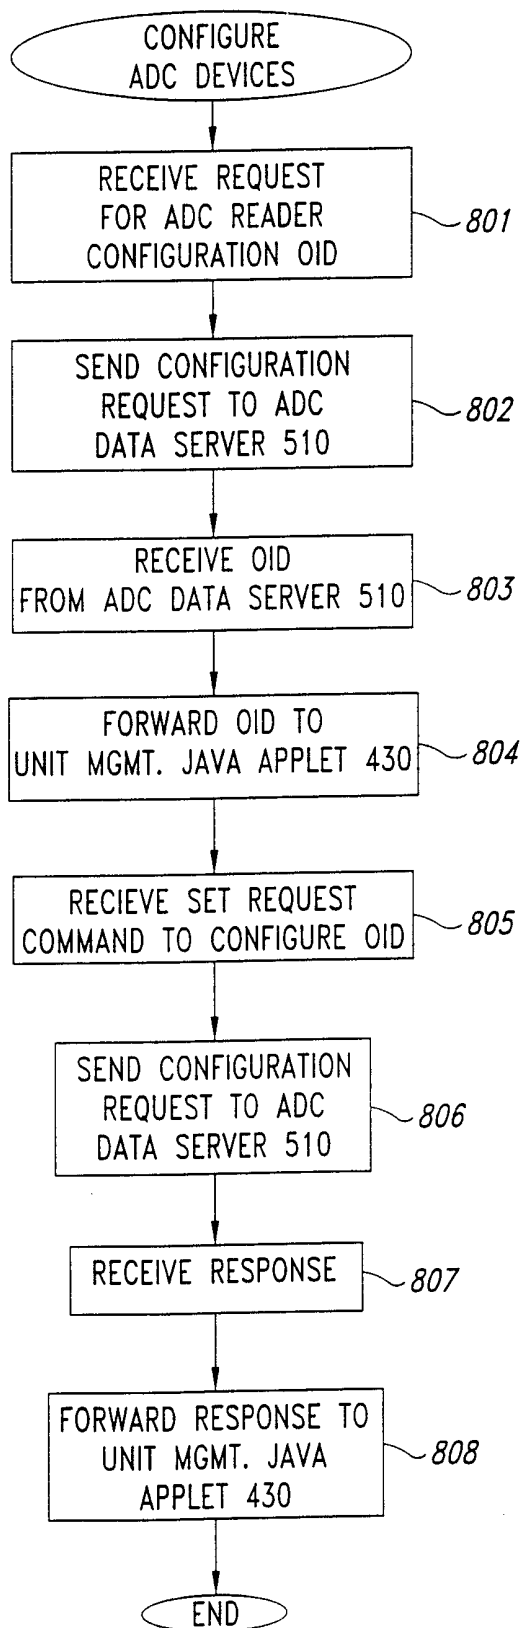 CONFIGURE
ADC DEVICES
RECEIVE REQUEST
FOR ADC READER
CONFIGURATION OID
801
SEND CONFIGURATION
REQUEST TO ADC
DATA SERVER 510
802
RECEIVE OID
FROM ADC DATA SERVER 510
803
FORWARD OID TO
UNIT MGMT. JAVA APPLET 430
804
RECIEVE SET REQUEST
COMMAND TO CONFIGURE OID
805
SEND CONFIGURATION
REQUEST TO ADC
DATA SERVER 510
806
RECEIVE RESPONSE
807
FORWARD RESPONSE TO
UNIT MGMT. JAVA
APPLET 430
808
END